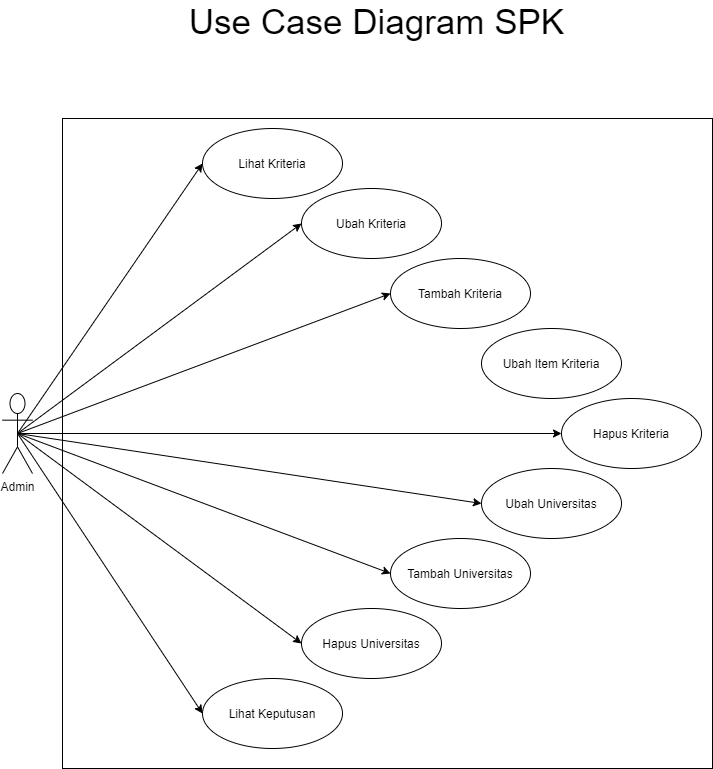 Use Case Diagram SPK
Lihat Kriteria
Ubah Kriteria
Tambah Kriteria
Ubah Item Kriteria
Hapus Kriteria
Admin
Ubah Universitas
Tambah Universitas
Hapus Universitas
Lihat Keputusan